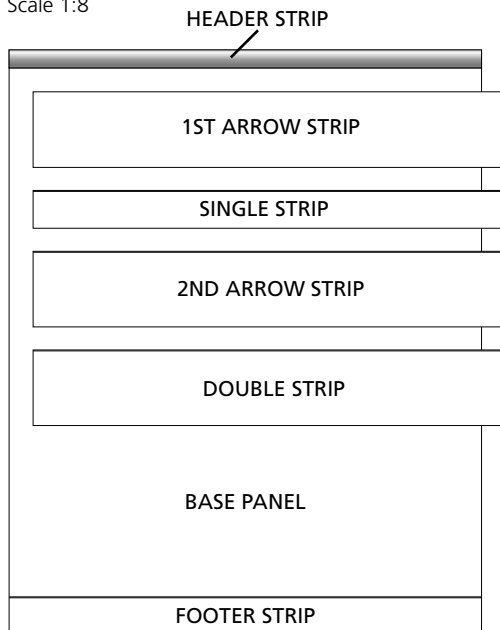 Scale 1:8
HEADER STRIP
1ST ARROW STRIP
SINGLE STRIP
2ND ARROW STRIP
DOUBLE STRIP
BASE PANEL
FOOTER STRIP